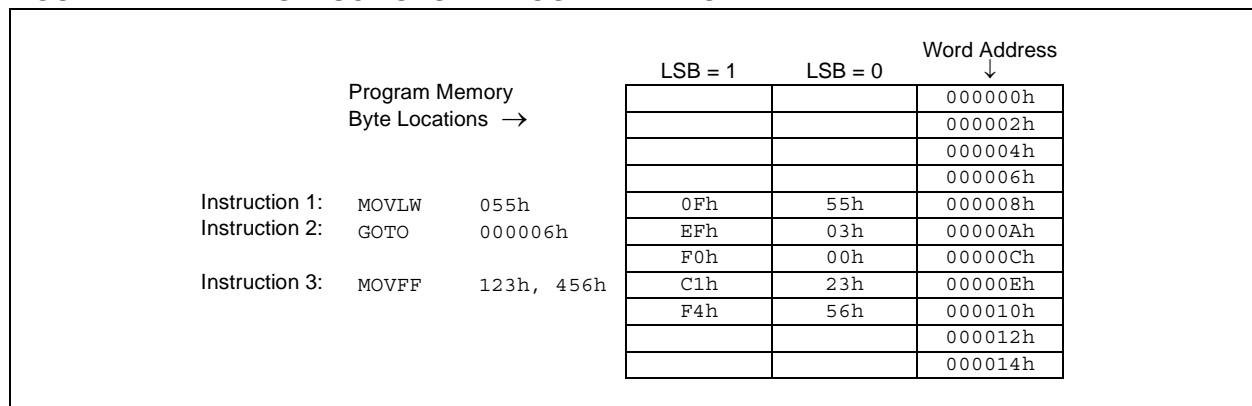 Word Address
LSB = 1 LSB = 0 ↓
Program Memory 000000h
Byte Locations → 000002h
000004h
000006h
Instruction 1: MOVLW 055h 0Fh 55h 000008h
Instruction 2: GOTO 000006h EFh 03h 00000Ah
F0h 00h 00000Ch
Instruction 3: MOVFF 123h, 456h C1h 23h 00000Eh
F4h 56h 000010h
000012h
000014h